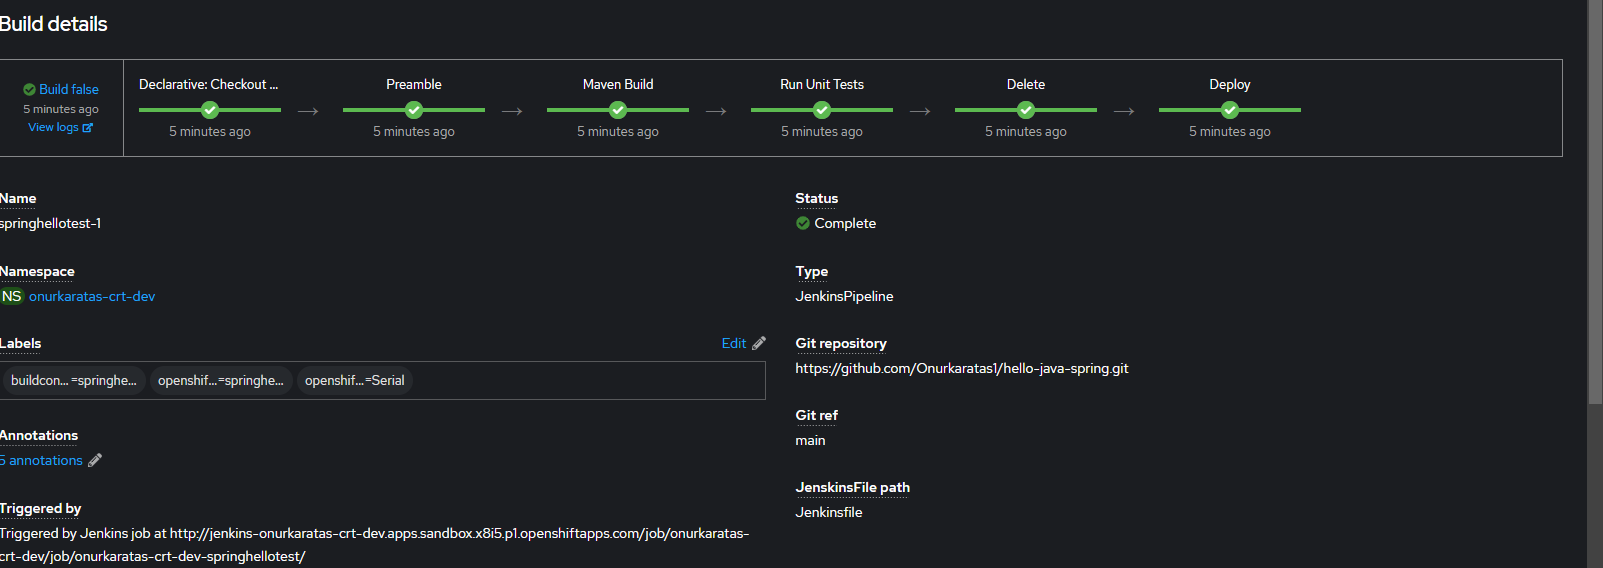 Build details
Build false
5 minutes ago
View logs
Declarative: Checkout ...
5 minutes ago
Preamble
5 minutes ago
Maven Build
5 minutes ago
Run Unit Tests
5 minutes ago
Delete
5 minutes ago
Deploy
5 minutes ago
Name
springhellotest-1
Namespace
NS onurkaratas-crt-dev
Labels
Edit
buildcon... =springhe...
openshif...=springhe...
openshif...=Serial
Annotations
5 annotations
Triggered by
Triggered by Jenkins job at http://jenkins-onurkaratas-crt-dev.apps.sandbox.x8i5.p1.openshiftapps.com/job/onurkaratas-
crt-dev/job/onurkaratas-crt-dev-springhellotest/
Status
Complete
Type
JenkinsPipeline
Git repository
https://github.com/Onurkaratas1/hello-java-spring.git
Git ref
main
JenskinsFile path
Jenkinsfile